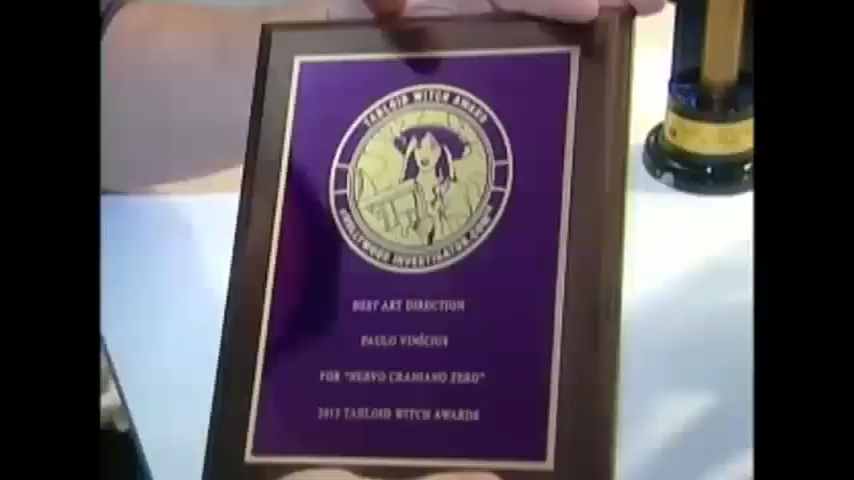 TABLOID WITCH AWARD
HOLLYWOOD INVESTIGATOR.COM
BEST ART DIRECTION
PAULO VINÍCIUS
FOR "NERVO CRANIANO ZERO"
2013 TABLOID WITCH AWARDS